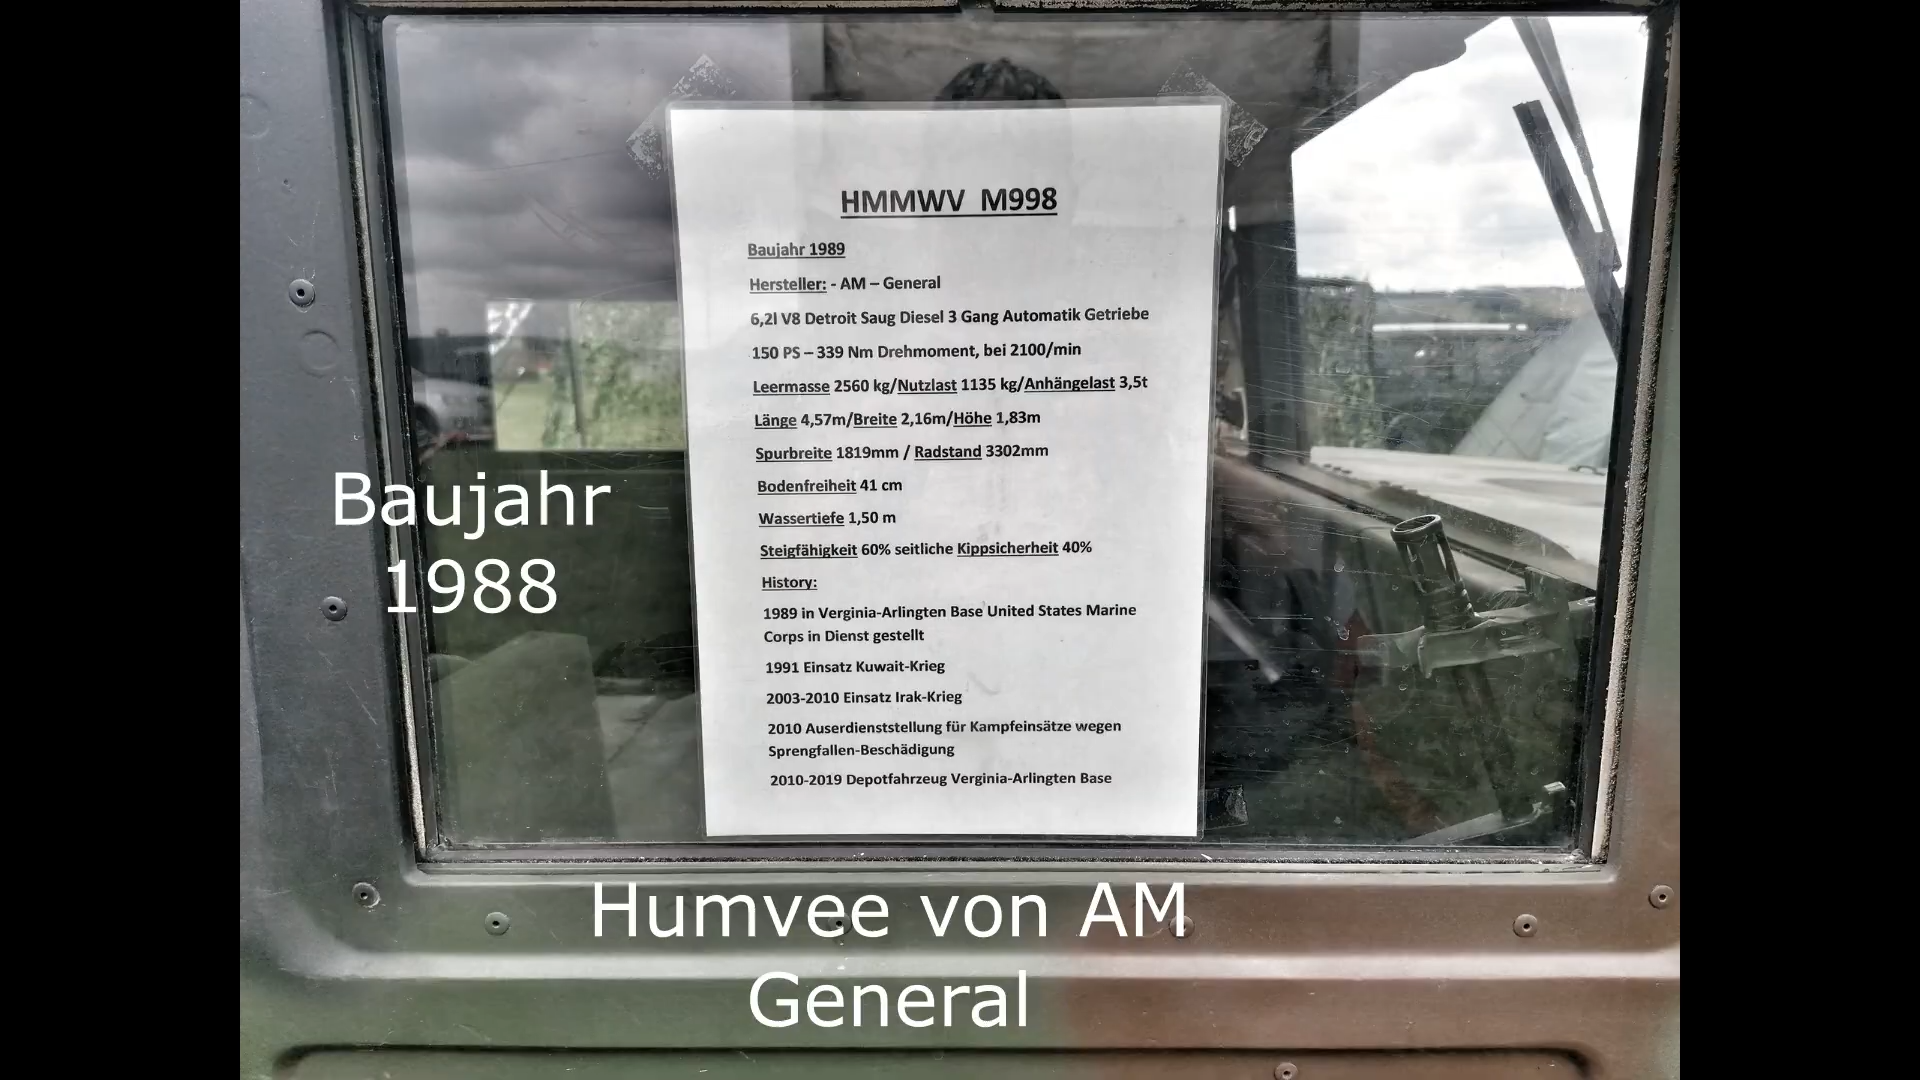 HMMWV M998
Baujahr 1989
Hersteller: - AM – General
6,2l V8 Detroit Saug Diesel 3 Gang Automatik Getriebe
150 PS – 339 Nm Drehmoment, bei 2100/min
Leermasse 2560 kg/Nutzlast 1135 kg/Anhängelast 3,5t
Länge 4,57m/Breite 2,16m/Höhe 1,83m
Spurbreite 1819mm / Radstand 3302mm
Bodenfreiheit 41 cm
Wassertiefe 1,50 m
Steigfähigkeit 60% seitliche Kippsicherheit 40%
History:
1989 in Verginia-Arlingten Base United States Marine
Corps in Dienst gestellt
1991 Einsatz Kuwait-Krieg
2003-2010 Einsatz Irak-Krieg
2010 Auserdienststellung für Kampfeinsätze wegen
Sprengfallen-Beschädigung
2010-2019 Depotfahrzeug Verginia-Arlingten Base
Baujahr
1988
Humvee von AM
General